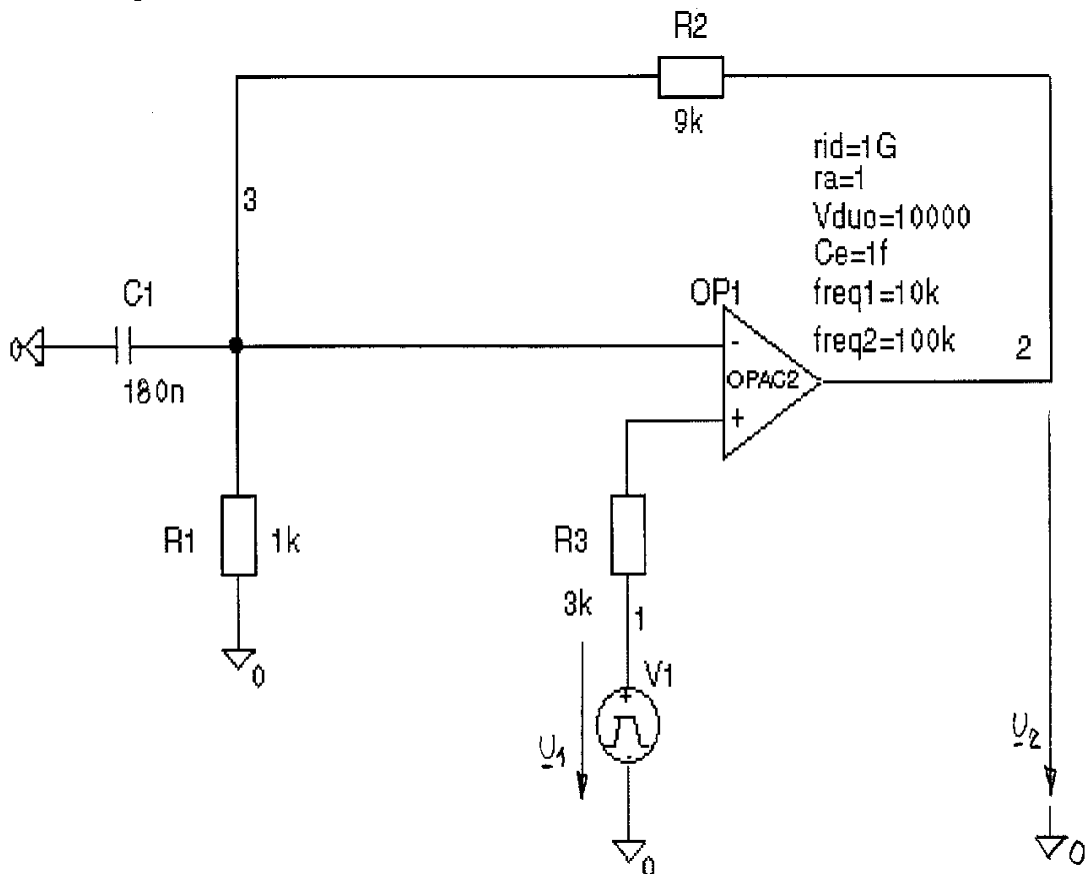 R2
9k
rid=1G
ra=1
Vduo=10000
Ce=1f
freq1=10k
freq2=100k
3
C1
OP1
2
0
-
180n
OPAC2
+
R1
1k
R3
3k
1
0
V1
+
-
U1
U2
0
0